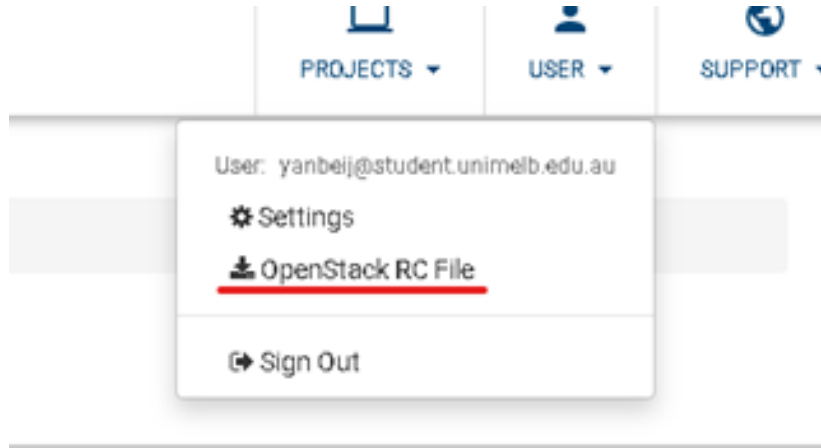 PROJECTS USER SUPPORT
User: yanbeij@student.unimelb.edu.au
Settings
OpenStack RC File
Sign Out